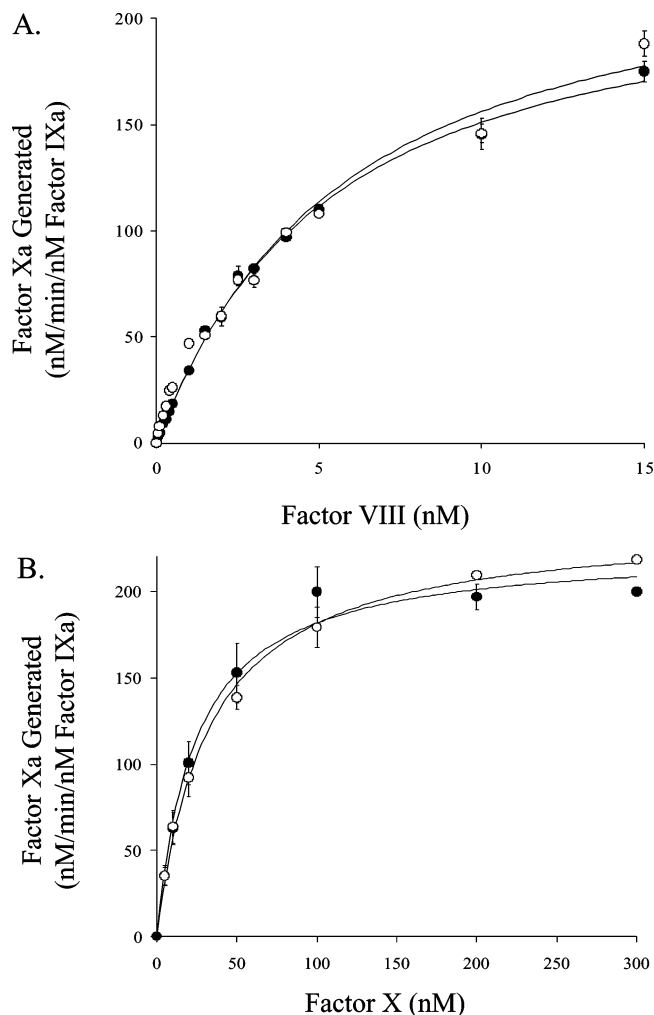 A.
200
150
100
50
0
0 5 10 15
Factor Xa Generated
(nM/min/nM Factor IXa)
Factor VIII (nM)
B.
200
150
100
50
0
0 50 100 150 200 250 300
Factor Xa Generated
(nM/min/nM Factor IXa)
Factor X (nM)